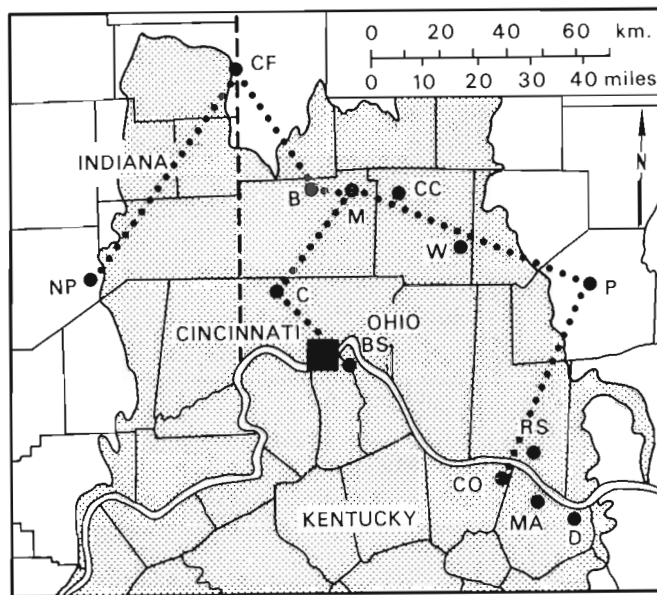 0 20 40 60 km.
0 10 20 30 40 miles
CF
N
INDIANA
B
M
CC
W
NP
C
P
CINCINNATI
OHIO
BS
RS
CO
MA
D
KENTUCKY